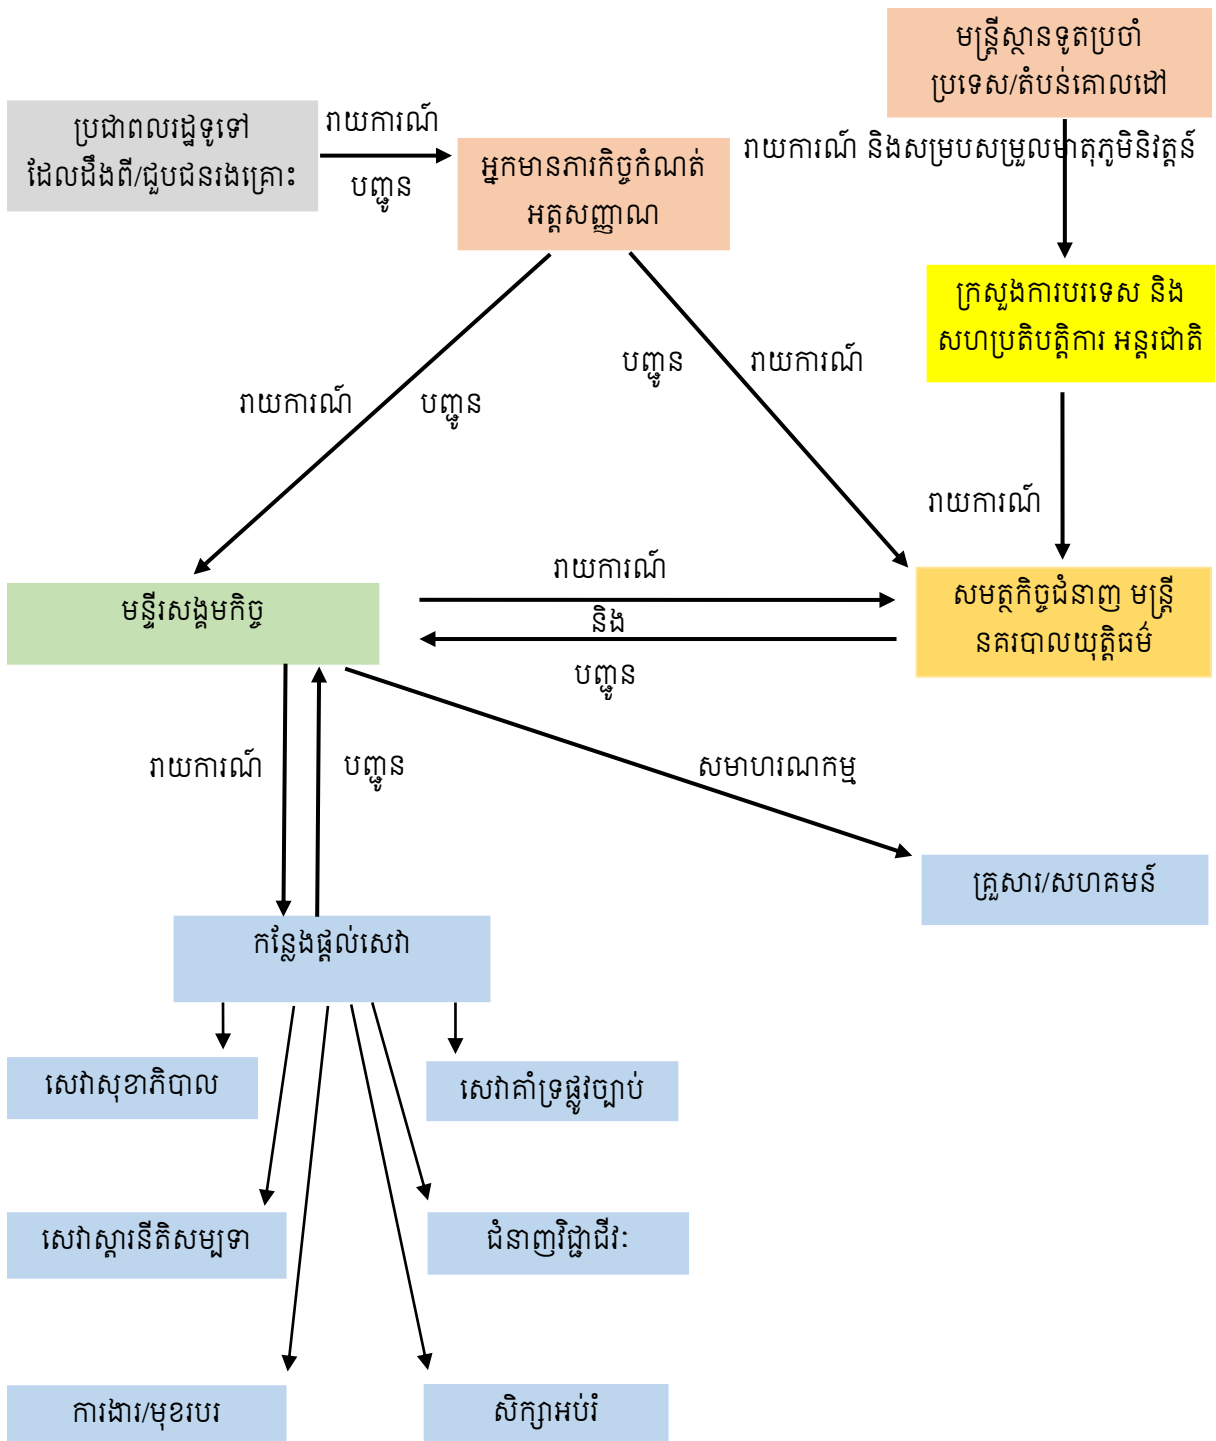 មន្ត្រីស្ថានទូតប្រចាំ
ប្រទេស/តំបន់គោលដៅ
ប្រជាពលរដ្ឋទូទៅ
ដែលដឹងពី/ជួបជនរងគ្រោះ
រាយការណ៍
បញ្ជូន
អ្នកមានភារកិច្ចកំណត់
អត្តសញ្ញាណ
រាយការណ៍ និងសម្របសម្រួលមាតុភូមិនិវត្តន៍
ក្រសួងការបរទេស និង
សហប្រតិបត្តិការ អន្តរជាតិ
រាយការណ៍
បញ្ជូន
បញ្ជូន
រាយការណ៍
រាយការណ៍
មន្ទីរសង្គមកិច្ច
រាយការណ៍
និង
បញ្ជូន
សមត្ថកិច្ចជំនាញ មន្ត្រី
នគរបាលយុត្តិធម៌
រាយការណ៍
បញ្ជូន
សមាហរណកម្ម
គ្រួសារ/សហគមន៍
កន្លែងផ្តល់សេវា
សេវាសុខាភិបាល
សេវាគាំទ្រផ្លូវច្បាប់
សេវាស្តារនីតិសម្បទា
ជំនាញវិជ្ជាជីវៈ
ការងារ/មុខរបរ
សិក្សាអប់រំ